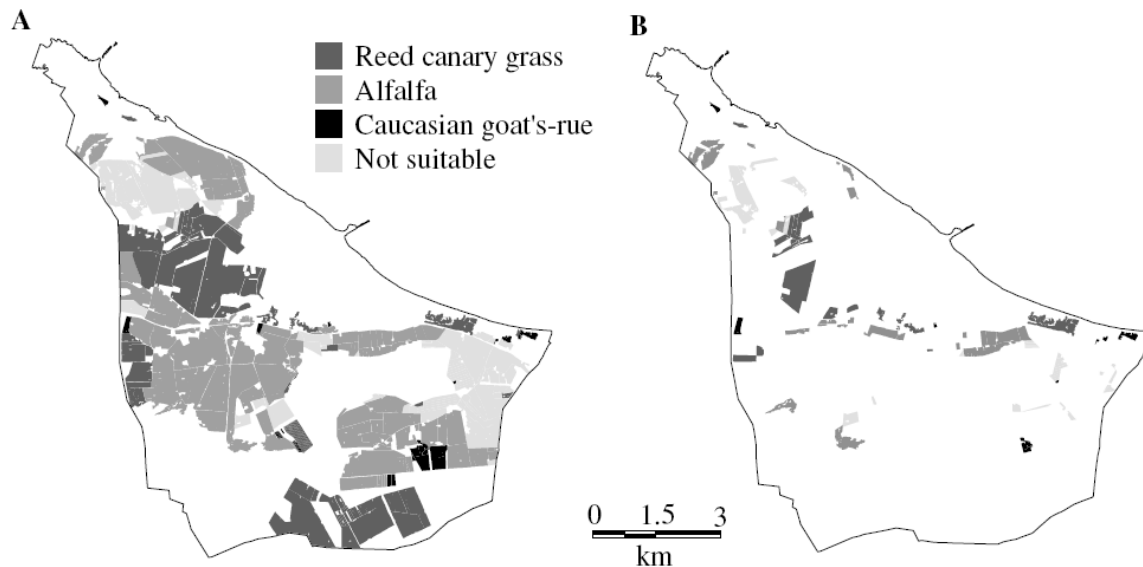 A
B
Reed canary grass
Alfalfa
Caucasian goat's-rue
Not suitable
0 1.5 3
km